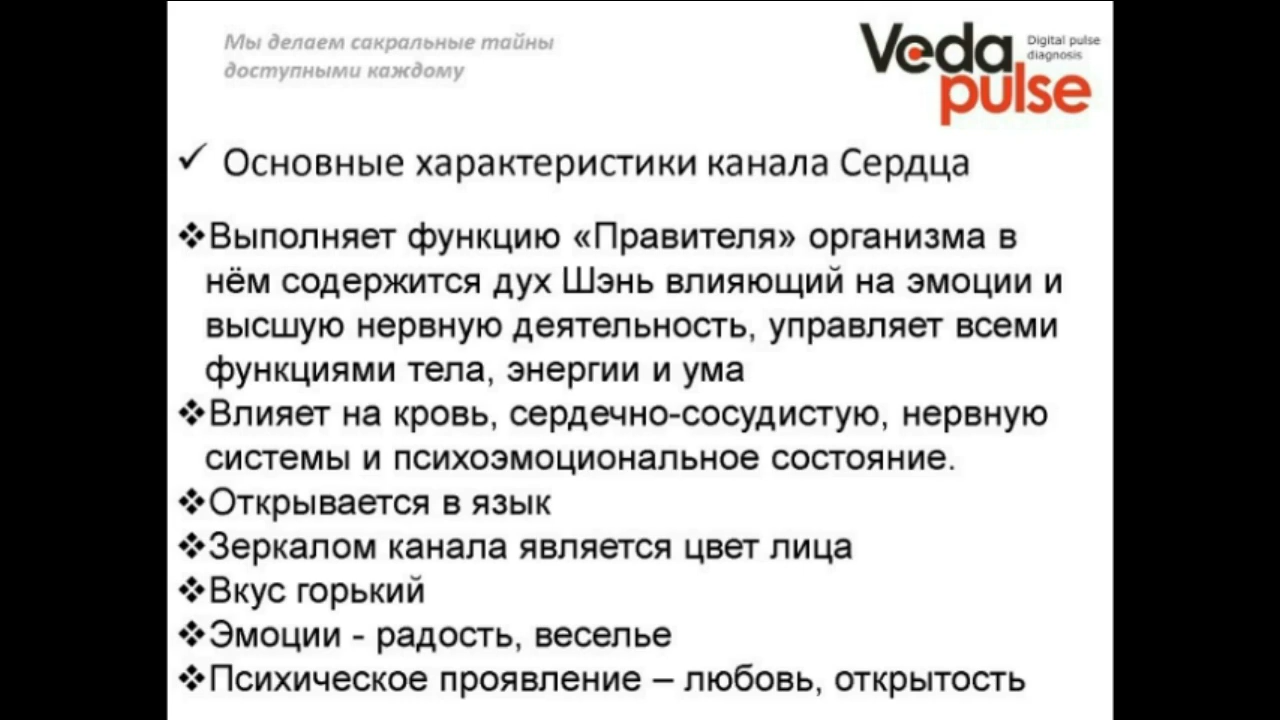 Мы делаем сакральные тайны
доступными каждому
Veda
pulse
Digital pulse
diagnosis
✓ Основные характеристики канала Сердца
❖Выполняет функцию «Правителя» организма в
нём содержится дух Шэнь влияющий на эмоции и
высшую нервную деятельность, управляет всеми
функциями тела, энергии и ума
❖Влияет на кровь, сердечно-сосудистую, нервную
системы и психоэмоциональное состояние.
❖Открывается в язык
❖Зеркалом канала является цвет лица
❖Вкус горький
❖Эмоции - радость, веселье
❖Психическое проявление – любовь, открытость